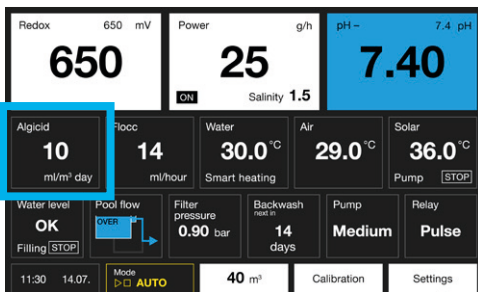 Redox 650 mV
650
Power g/h
25
ON Salinity 1.5
pH – 7.4 pH
7.40
Algicid
10
ml/m³ day
Flocc
14
ml/hour
Water
30.0°C
Smart heating
Air
29.0°C
Solar
36.0°C
Pump STOP
Water level
OK
Filling STOP
Pool flow
OVER
Filter
pressure
0.90 bar
Backwash
next in
14
days
Pump
Medium
Relay
Pulse
11:30 14.07.
Mode
AUTO
40 m³
Calibration
Settings